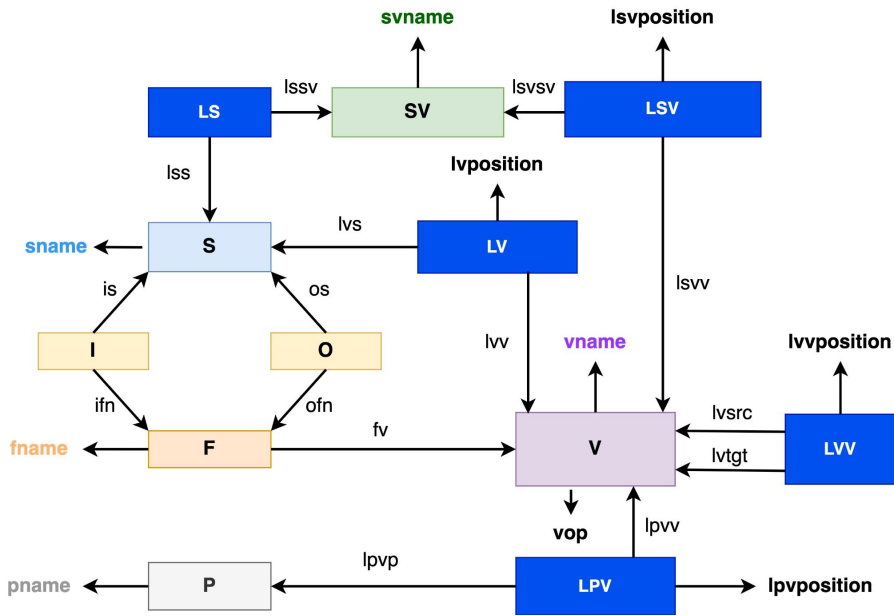 svname
lsvposition
LS
lssv
SV
lsvsv
LSV
lss
lvposition
sname
S
lvs
LV
is
os
lsvv
I
O
lvv
vname
lvvposition
ifn
ofn
fname
F
fv
V
lvsrc
lvtgt
LVV
vop
lpvv
pname
P
lpvp
LPV
lpvposition